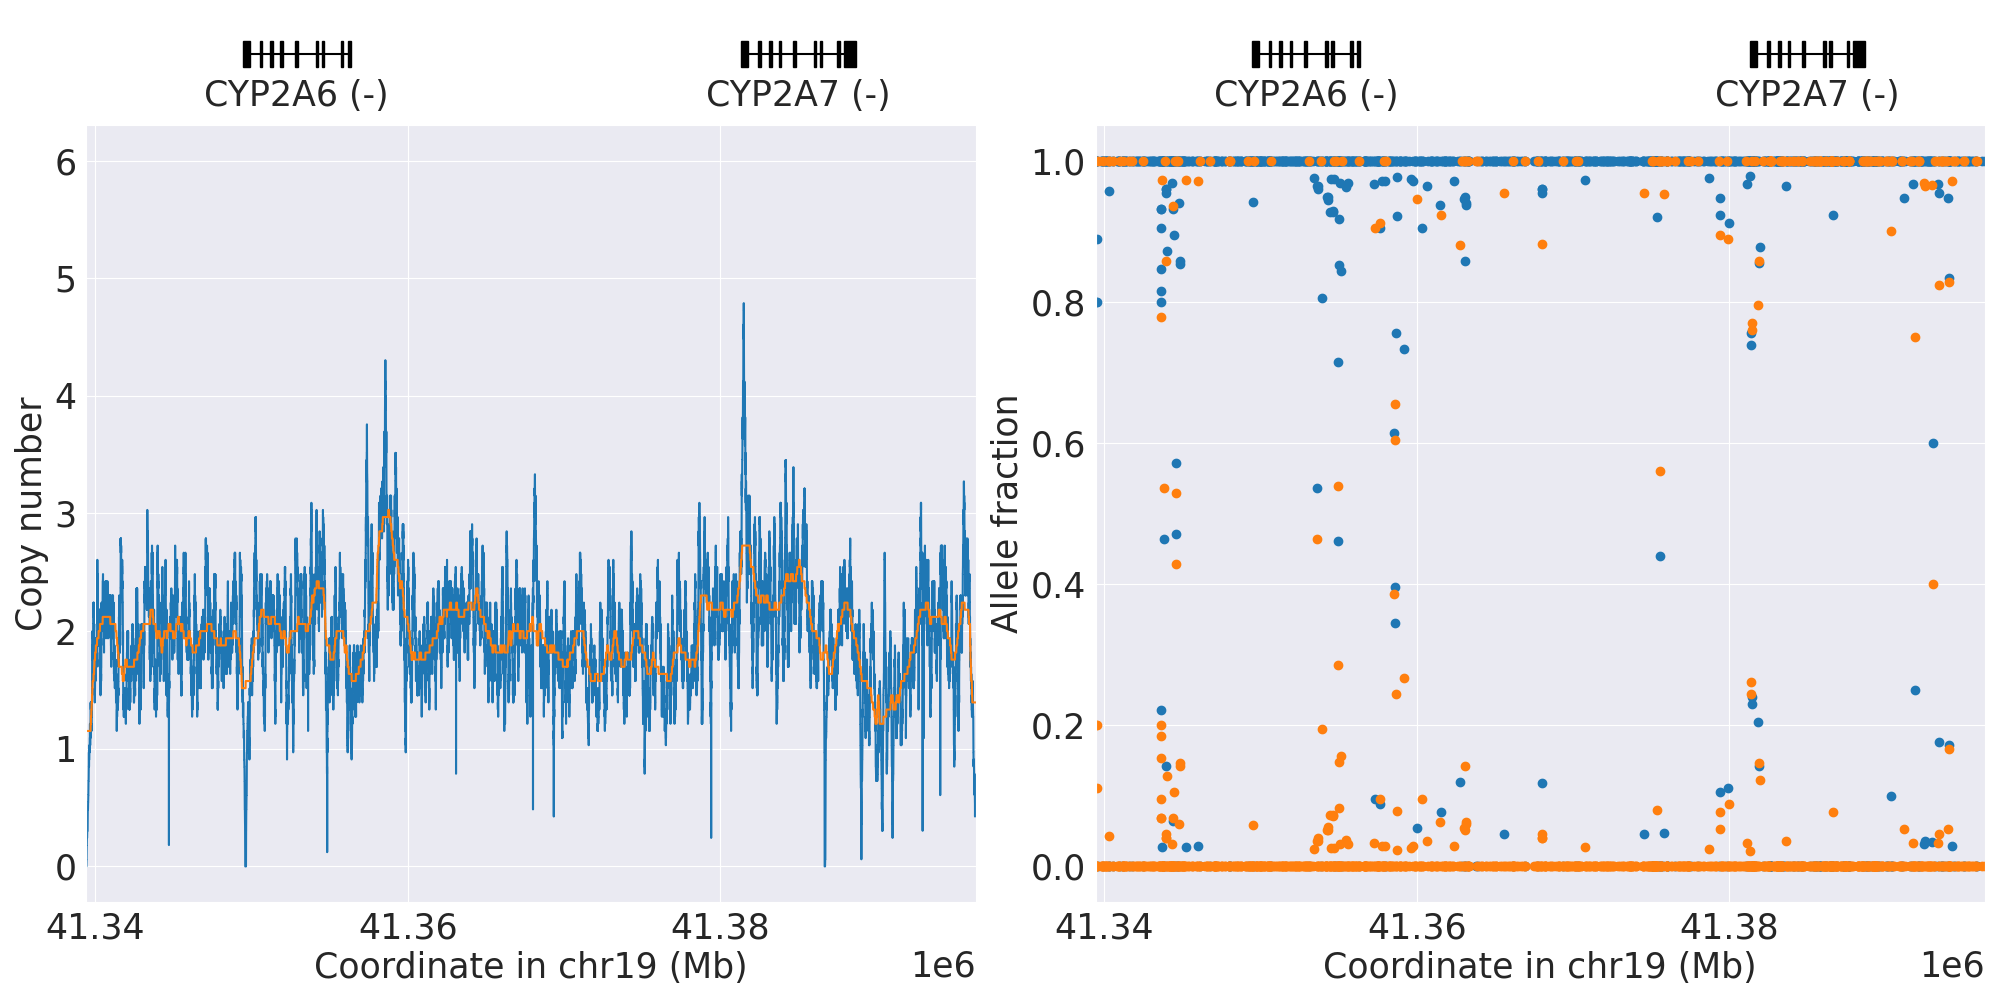 CYP2A6 (-)
CYP2A7 (-)
CYP2A6 (-)
CYP2A7 (-)
6
5
4
3
2
1
0
Copy number
41.34
41.36
41.38
Coordinate in chr19 (Mb)
1e6
1.0
0.8
0.6
0.4
0.2
0.0
Allele fraction
41.34
41.36
41.38
Coordinate in chr19 (Mb)
1e6